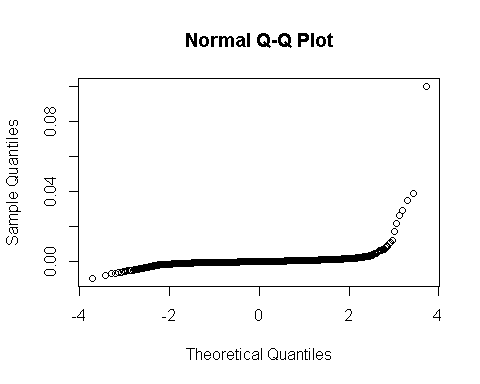 Normal Q-Q Plot
Sample Quantiles
0.08
0.04
0.00
-4
-2
0
2
4
Theoretical Quantiles